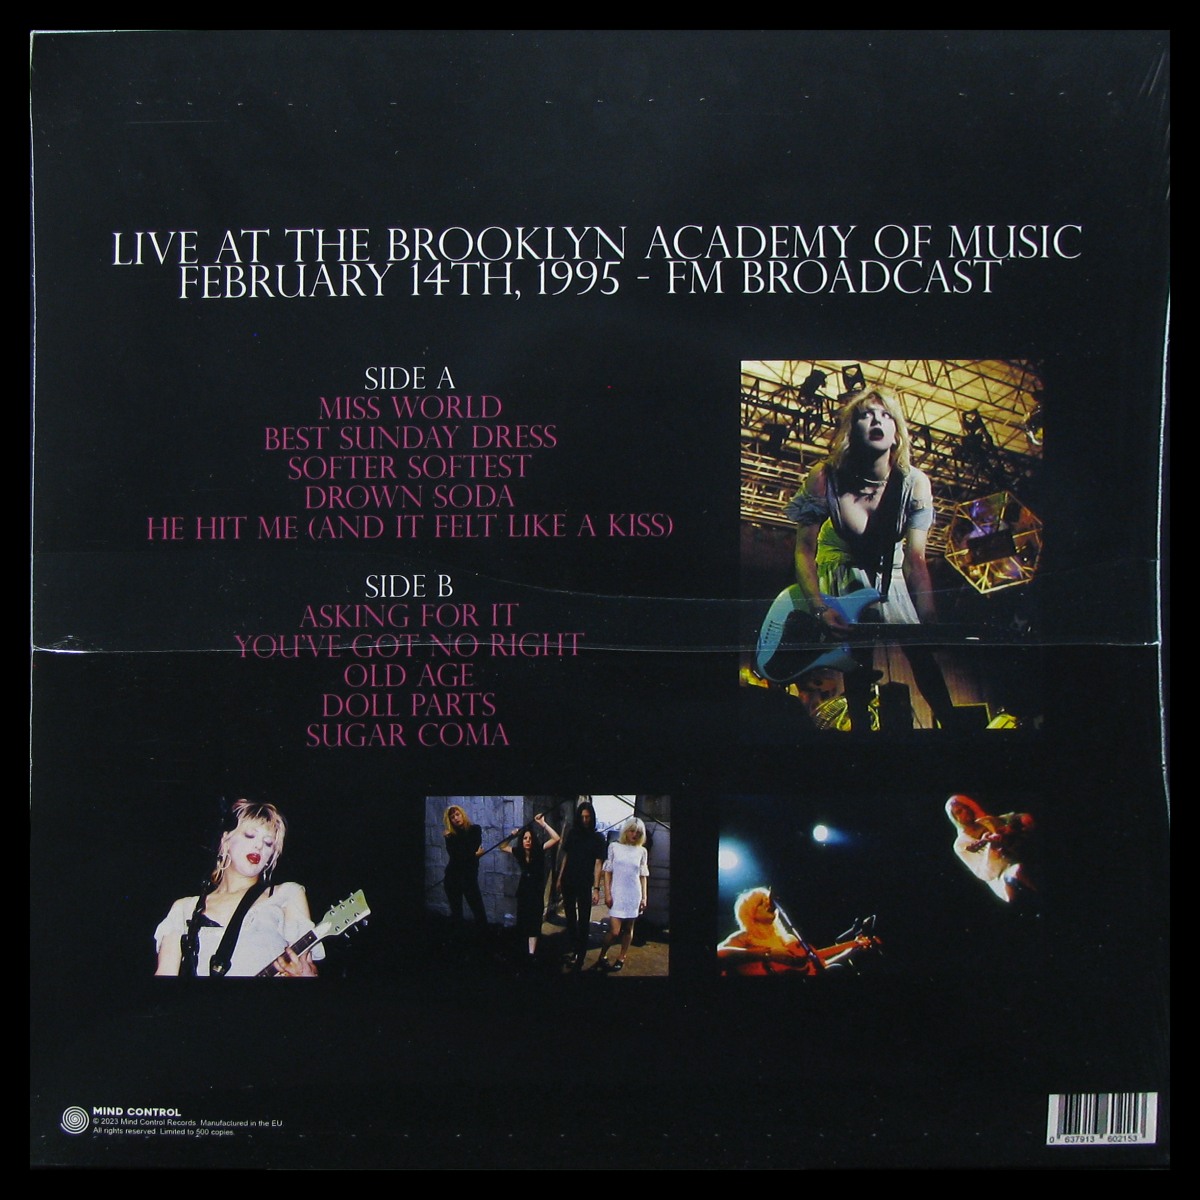 LIVE AT THE BROOKLYN ACADEMY OF MUSIC
FEBRUARY 14TH, 1995 - FM BROADCAST
SIDE A
MISS WORLD
BEST SUNDAY DRESS
SOFTER SOFTEST
DROWN SODA
HE HIT ME (AND IT FELT LIKE A KISS)
SIDE B
ASKING FOR IT
YOU'VE GOT NO RIGHT
OLD AGE
DOLL PARTS
SUGAR COMA
MIND CONTROL
© 2023 Mind Control Records. Manufactured in the EU.
All rights reserved. Limited to 500 copies.
0 637913 602153